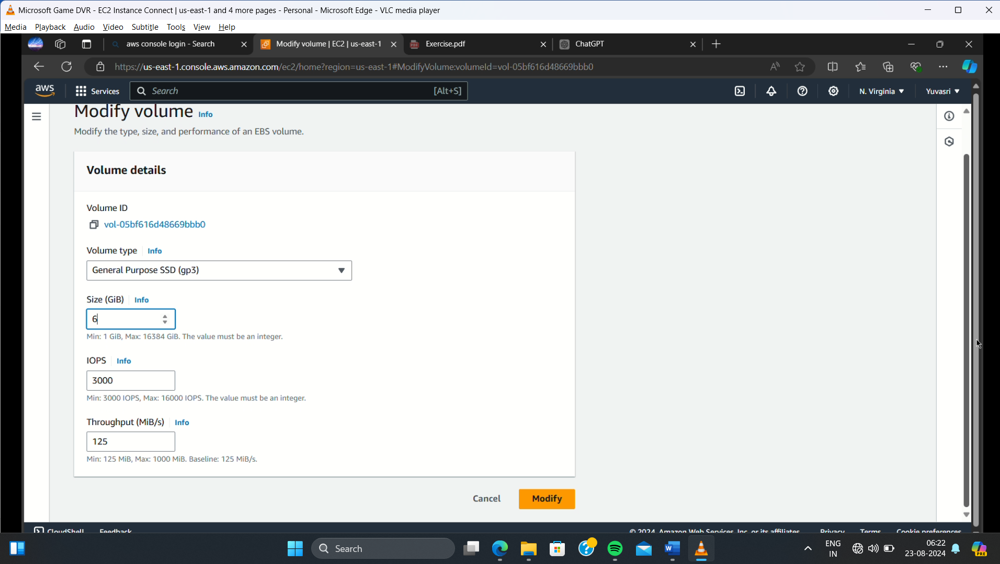 Microsoft Game DVR - EC2 Instance Connect | us-east-1 and 4 more pages - Personal - Microsoft Edge - VLC media player
Media Playback Audio Video Subtitle Tools View Help
aws console login - Search
Modify volume | EC2 | us-east-1
Exercise.pdf
ChatGPT
https://us-east-1.console.aws.amazon.com/ec2/home?region=us-east-1#ModifyVolume:volumeId=vol-05bf616d48669bbb0
aws Services Search [Alt+S] N. Virginia Yuvasri
Modify volume Info
Modify the type, size, and performance of an EBS volume.
Volume details
Volume ID
vol-05bf616d48669bbb0
Volume type Info
General Purpose SSD (gp3)
Size (GiB) Info
6
Min: 1 GiB, Max: 16384 GiB. The value must be an integer.
IOPS Info
3000
Min: 3000 IOPS, Max: 16000 IOPS. The value must be an integer.
Throughput (MiB/s) Info
125
Min: 125 MiB, Max: 1000 MiB. Baseline: 125 MiB/s.
Cancel Modify
CloudShell Feedback © 2024, Amazon Web Services, Inc. or its affiliates. Privacy Terms Cookie preferences
Search
ENG
IN
06:22
23-08-2024
PRE